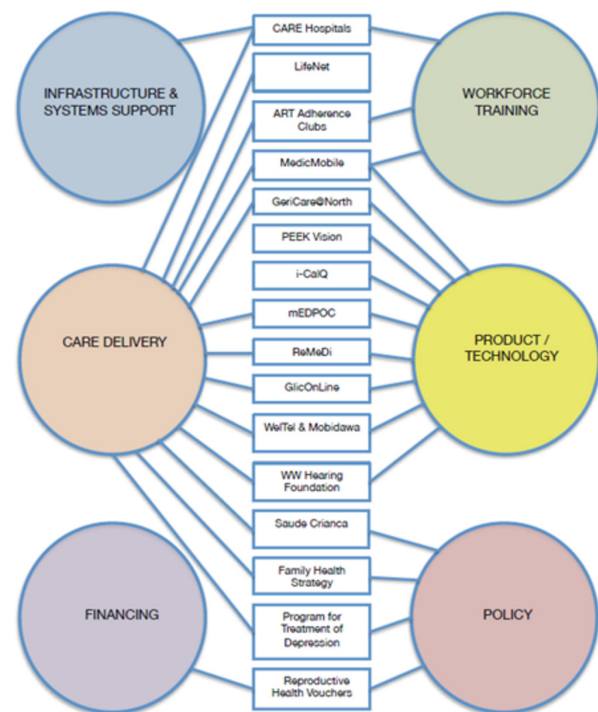 CARE Hospitals
LifeNet
INFRASTRUCTURE &
SYSTEMS SUPPORT
WORKFORCE
TRAINING
ART Adherence
Clubs
MedicMobile
GeriCare@North
PEEK Vision
i-CalQ
mEDPOC
CARE DELIVERY
PRODUCT /
TECHNOLOGY
ReMeDi
GlicOnLine
WelTel & Mobidawa
WW Hearing
Foundation
Saude Crianca
Family Health
Strategy
FINANCING
POLICY
Program for
Treatment of
Depression
Reproductive
Health Vouchers